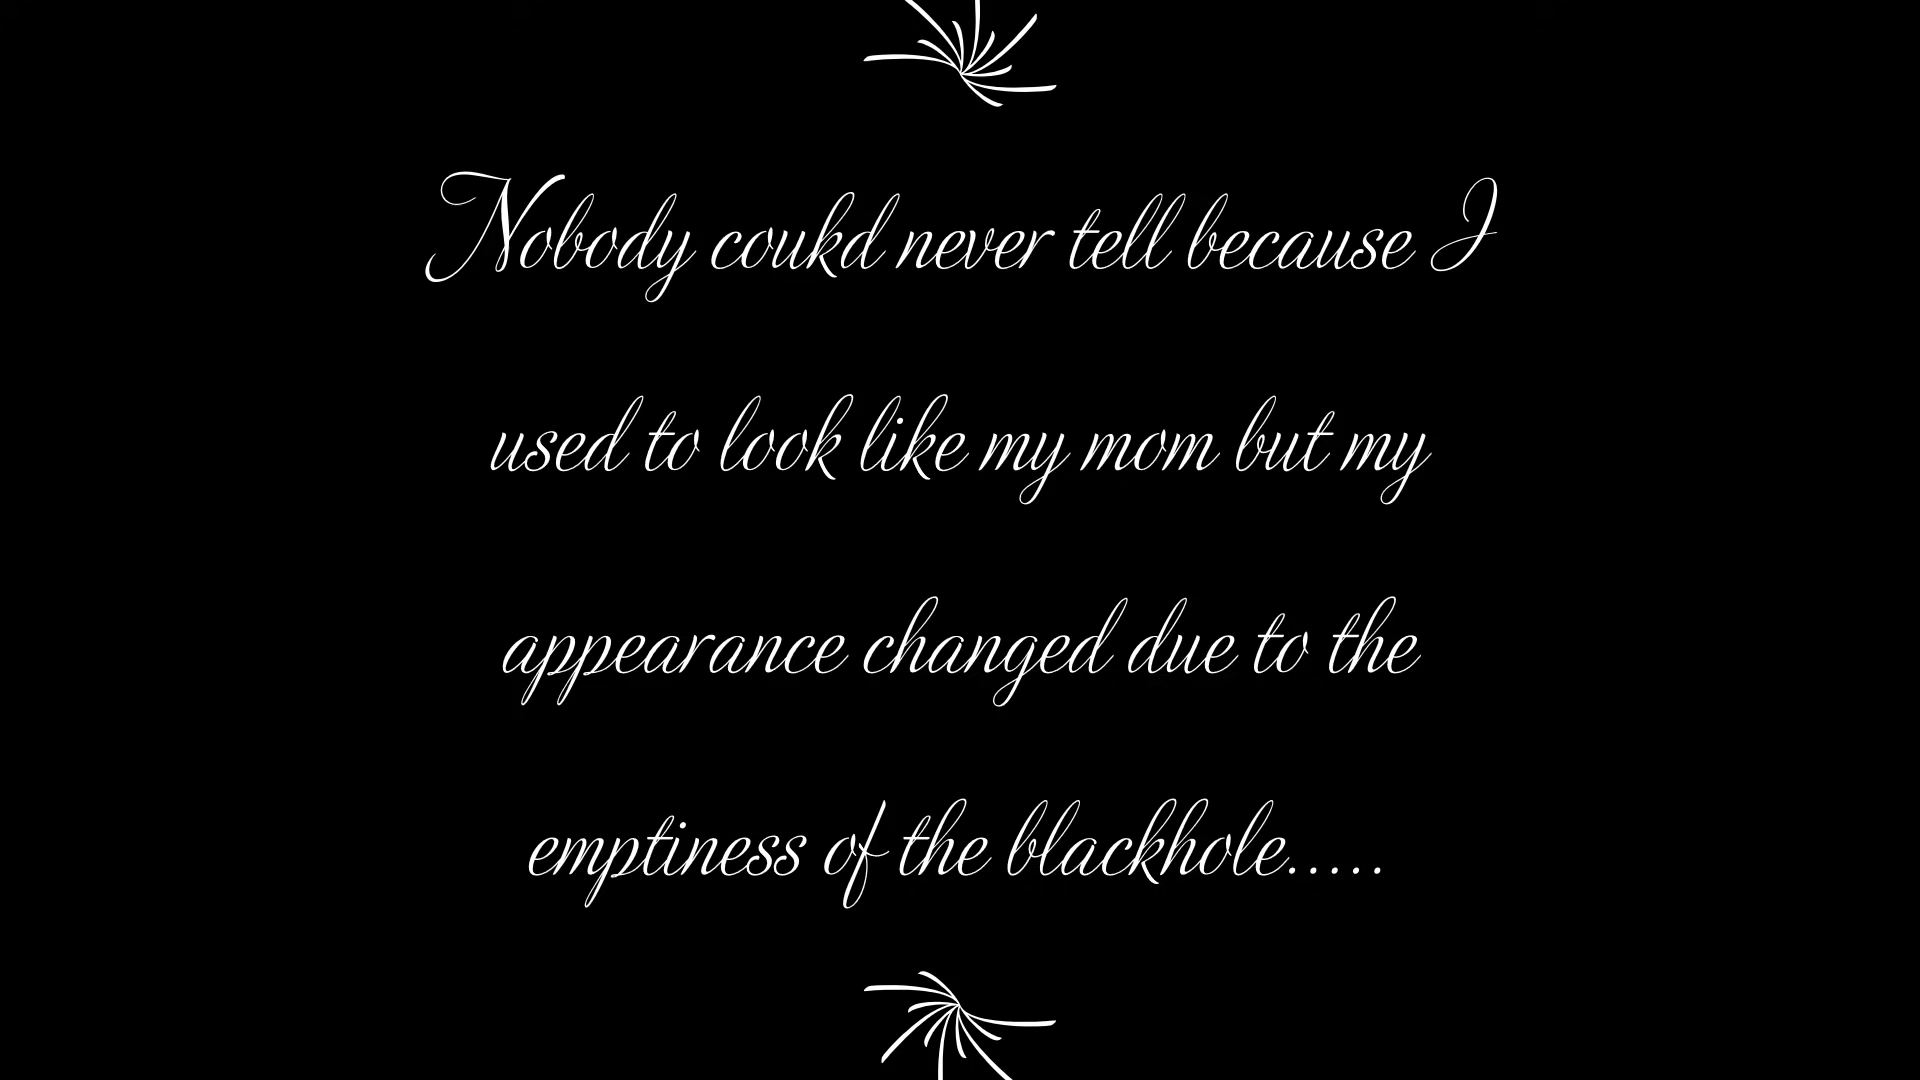 Nobody coukd never tell because I
used to look like my mom but my
appearance changed due to the
emptiness of the blackhole.....